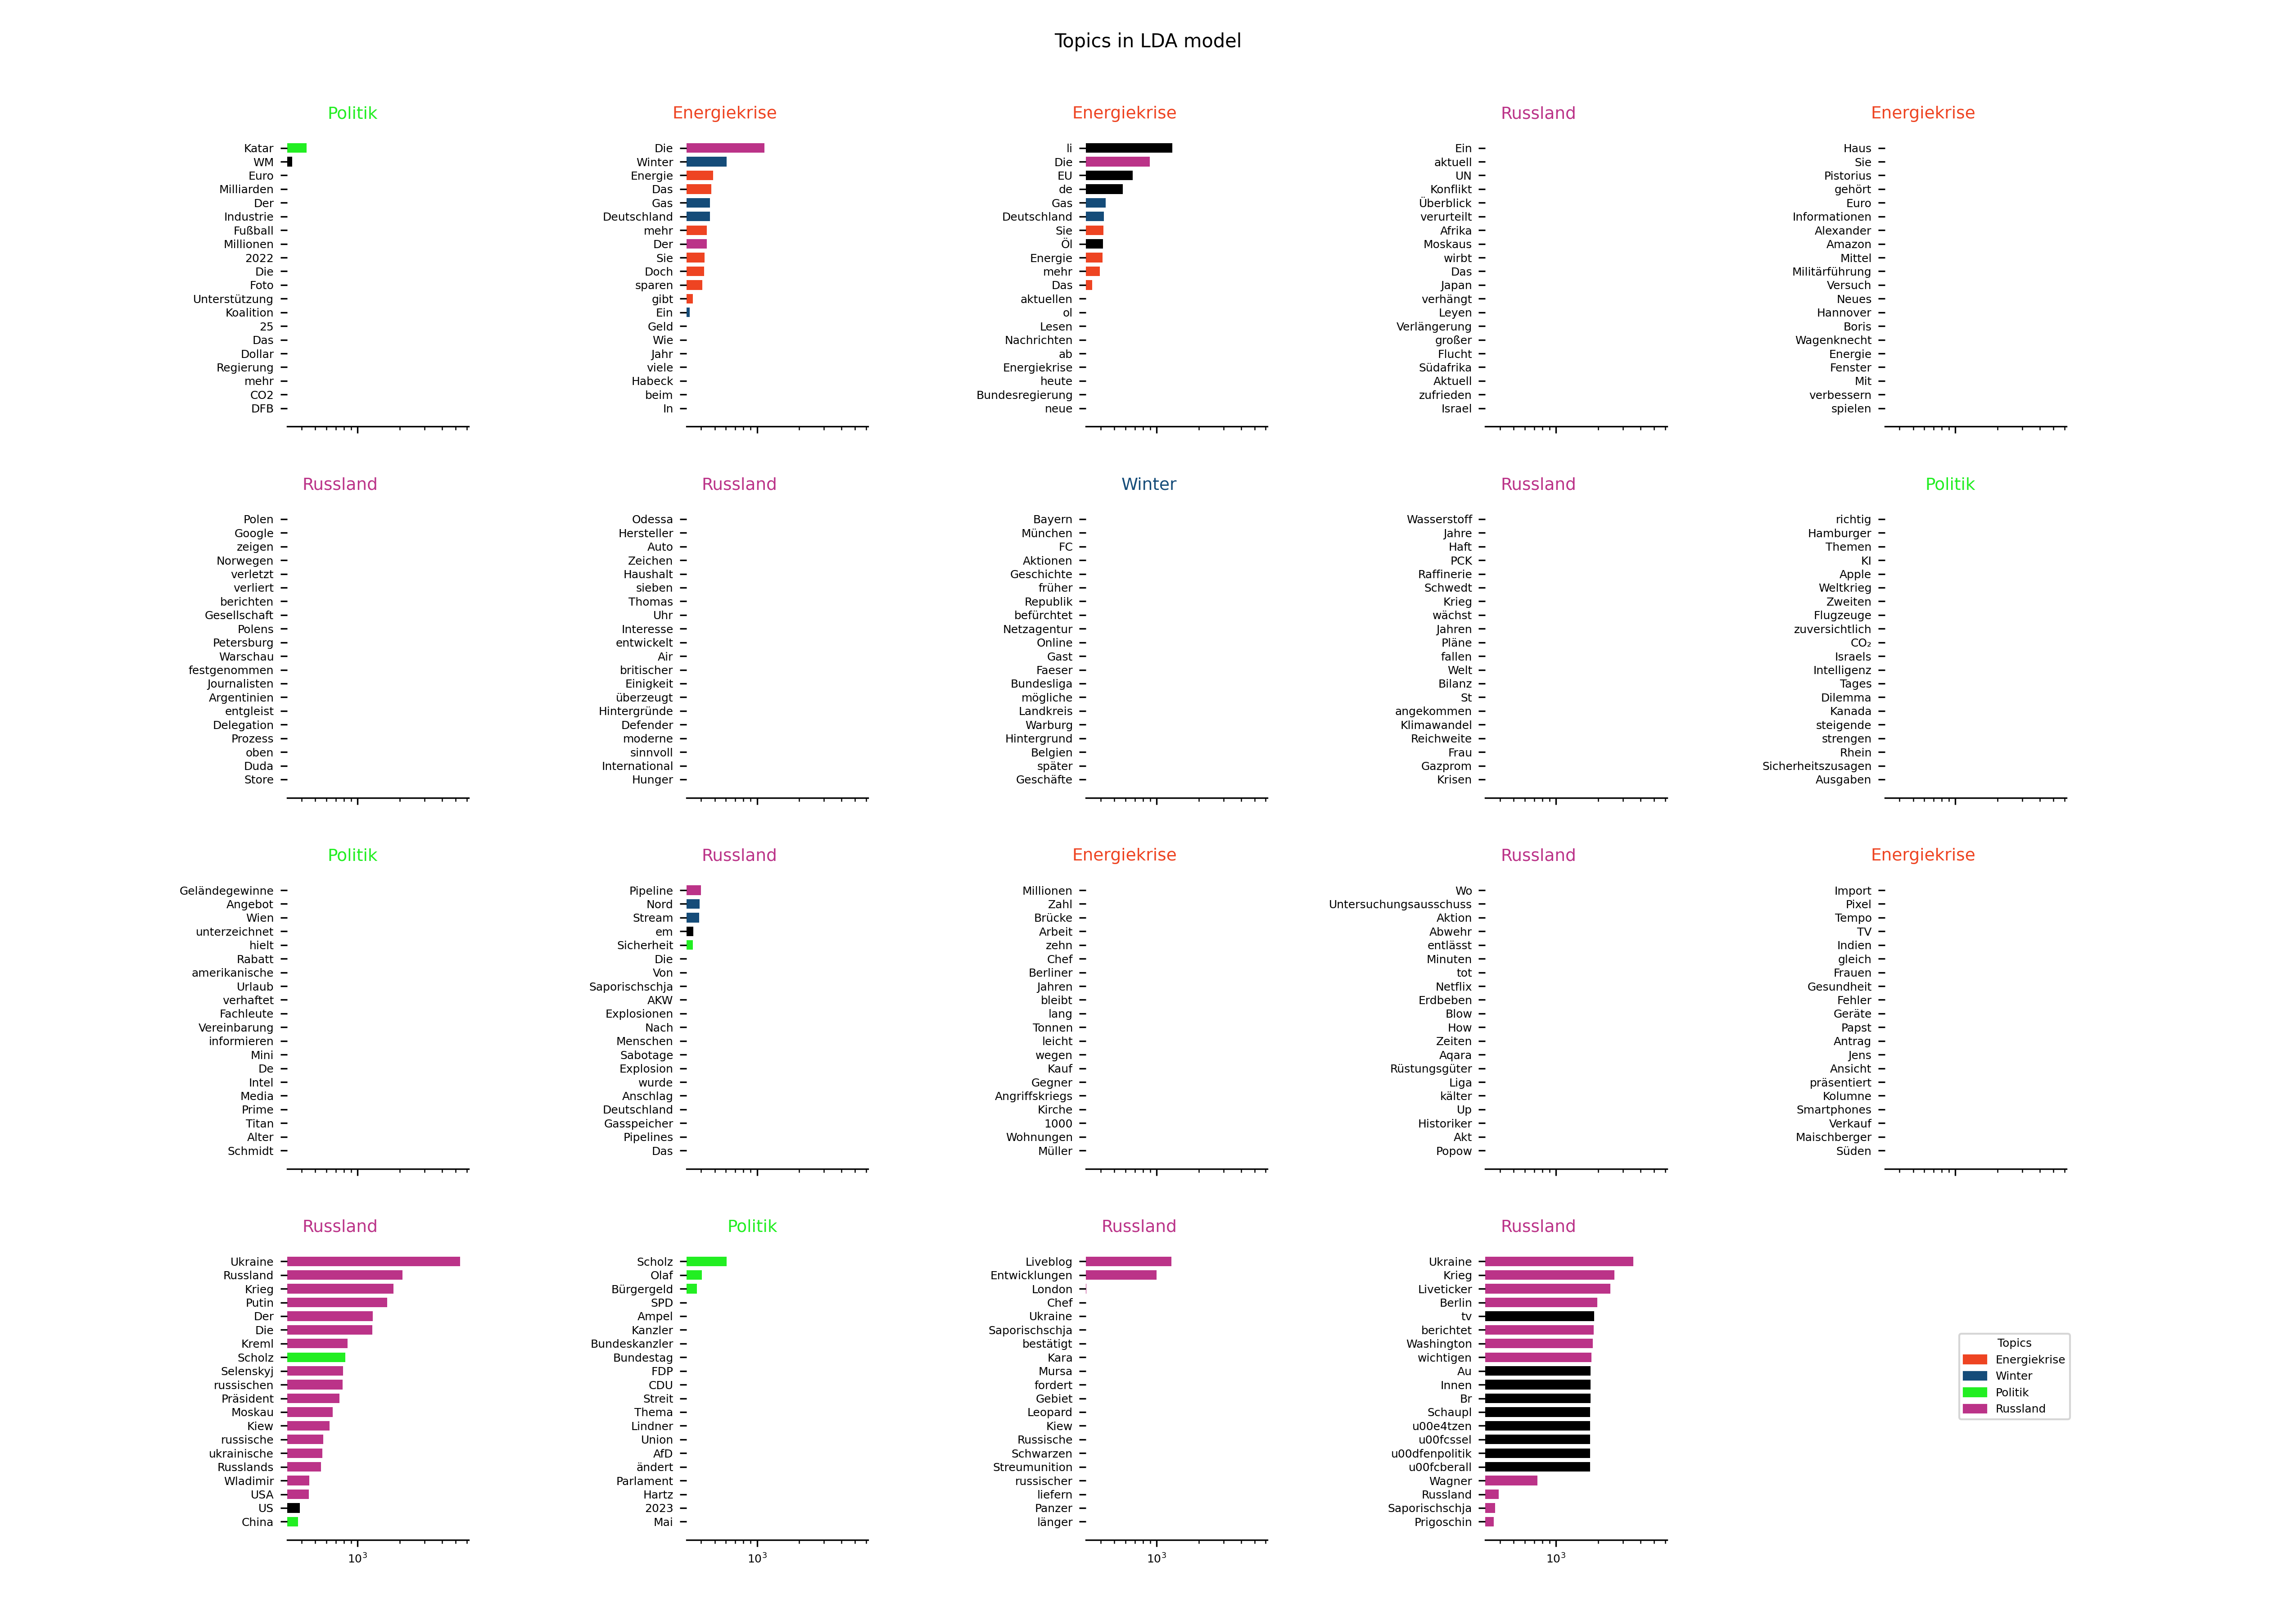 Topics in LDA model
Politik
Katar
WM
Euro
Milliarden
Der
Industrie
Fußball
Millionen
2022
Die
Foto
Unterstützung
Koalition
25
Das
Dollar
Regierung
mehr
CO2
DFB
Energiekrise
Die
Winter
Energie
Das
Gas
Deutschland
mehr
Der
Sie
Doch
sparen
gibt
Ein
Geld
Wie
Jahr
viele
Habeck
beim
In
Energiekrise
li
Die
EU
de
Gas
Deutschland
Sie
Öl
Energie
mehr
Das
aktuellen
ol
Lesen
Nachrichten
ab
Energiekrise
heute
Bundesregierung
neue
Russland
Ein
aktuell
UN
Konflikt
Überblick
verurteilt
Afrika
Moskaus
wirbt
Das
Japan
verhängt
Leyen
Verlängerung
großer
Flucht
Südafrika
Aktuell
zufrieden
Israel
Energiekrise
Haus
Sie
Pistorius
gehört
Euro
Informationen
Alexander
Amazon
Mittel
Militärführung
Versuch
Neues
Hannover
Boris
Wagenknecht
Energie
Fenster
Mit
verbessern
spielen
Russland
Polen
Google
zeigen
Norwegen
verletzt
verliert
berichten
Gesellschaft
Polens
Petersburg
Warschau
festgenommen
Journalisten
Argentinien
entgleist
Delegation
Prozess
oben
Duda
Store
Russland
Odessa
Hersteller
Auto
Zeichen
Haushalt
sieben
Thomas
Uhr
Interesse
entwickelt
Air
britischer
Einigkeit
überzeugt
Hintergründe
Defender
moderne
sinnvoll
International
Hunger
Winter
Bayern
München
FC
Aktionen
Geschichte
früher
Republik
befürchtet
Netzagentur
Online
Gast
Faeser
Bundesliga
mögliche
Landkreis
Warburg
Hintergrund
Belgien
später
Geschäfte
Russland
Wasserstoff
Jahre
Haft
PCK
Raffinerie
Schwedt
Krieg
wächst
Jahren
Pläne
fallen
Welt
Bilanz
St
angekommen
Klimawandel
Reichweite
Frau
Gazprom
Krisen
Politik
richtig
Hamburger
Themen
KI
Apple
Weltkrieg
Zweiten
Flugzeuge
zuversichtlich
CO₂
Israels
Intelligenz
Tages
Dilemma
Kanada
steigende
strengen
Rhein
Sicherheitszusagen
Ausgaben
Politik
Geländegewinne
Angebot
Wien
unterzeichnet
hielt
Rabatt
amerikanische
Urlaub
verhaftet
Fachleute
Vereinbarung
informieren
Mini
De
Intel
Media
Prime
Titan
Alter
Schmidt
Russland
Pipeline
Nord
Stream
em
Sicherheit
Die
Von
Saporischschja
AKW
Explosionen
Nach
Menschen
Sabotage
Explosion
wurde
Anschlag
Deutschland
Gasspeicher
Pipelines
Das
Energiekrise
Millionen
Zahl
Brücke
Arbeit
zehn
Chef
Berliner
Jahren
bleibt
lang
Tonnen
leicht
wegen
Kauf
Gegner
Angriffskriegs
Kirche
1000
Wohnungen
Müller
Russland
Wo
Untersuchungsausschuss
Aktion
Abwehr
entlässt
Minuten
tot
Netflix
Erdbeben
Blow
How
Zeiten
Aqara
Rüstungsgüter
Liga
kälter
Up
Historiker
Akt
Popow
Energiekrise
Import
Pixel
Tempo
TV
Indien
gleich
Frauen
Gesundheit
Fehler
Geräte
Papst
Antrag
Jens
Ansicht
präsentiert
Kolumne
Smartphones
Verkauf
Maischberger
Süden
Russland
Ukraine
Russland
Krieg
Putin
Der
Die
Kreml
Scholz
Selenskyj
russischen
Präsident
Moskau
Kiew
russische
ukrainische
Russlands
Wladimir
USA
US
China
10³
Politik
Scholz
Olaf
Bürgergeld
SPD
Ampel
Kanzler
Bundeskanzler
Bundestag
FDP
CDU
Streit
Thema
Lindner
Union
AfD
ändert
Parlament
Hartz
2023
Mai
10³
Russland
Liveblog
Entwicklungen
London
Chef
Ukraine
Saporischschja
bestätigt
Kara
Mursa
fordert
Gebiet
Leopard
Kiew
Russische
Schwarzen
Streumunition
russischer
liefern
Panzer
länger
10³
Russland
Ukraine
Krieg
Liveticker
Berlin
tv
berichtet
Washington
wichtigen
Au
Innen
Br
Schaupl
u00e4tzen
u00fcssel
u00dfenpolitik
u00fcberall
Wagner
Russland
Saporischschja
Prigoschin
10³
Topics
Energiekrise
Winter
Politik
Russland